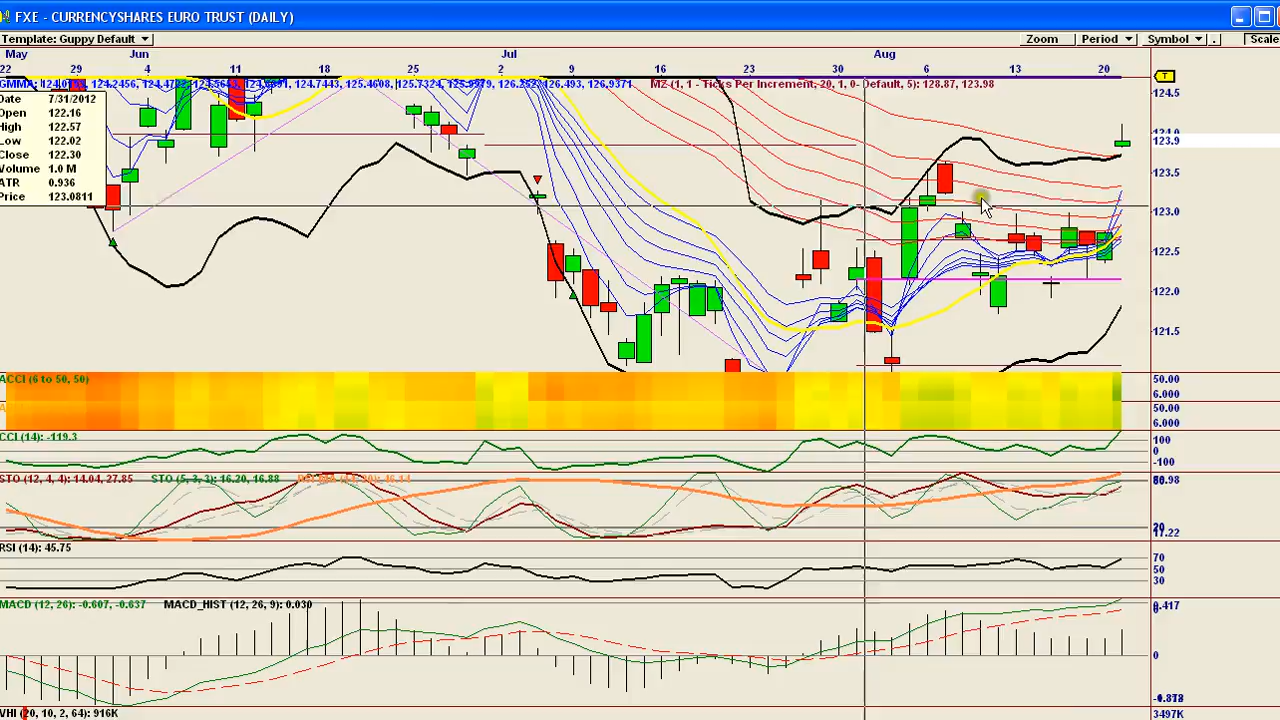 FXE - CURRENCYSHARES EURO TRUST (DAILY)
Template: Guppy Default
Zoom Period Symbol . Scale
May Jun Jul Aug
22 29 4 11 18 25 2 9 16 23 30 6 13 20
MZ (1, 1 - Ticks Per Increment, 20, 1, 0- Default, 5): 128.87, 123.98
Date 7/31/2012
Open 122.16
High 122.57
Low 122.02
Close 122.30
Volume 1.0 M
ATR 0.936
Price 123.0811
T
124.5
123.9
123.5
123.0
122.5
122.0
121.5
ACCI (6 to 50, 50)
50.00
6.000
50.00
6.000
CCI (14): -119.3
100
0
-100
STO (12, 4, 4): 14.04, 27.85 STO (5, 3, 3): 16.20, 16.88
20
17.22
RSI (14): 45.75
70
50
30
MACD (12, 26): -0.607, -0.637 MACD_HIST (12, 26, 9): 0.030
0
VHI (20, 10, 2, 64): 916K
3497K